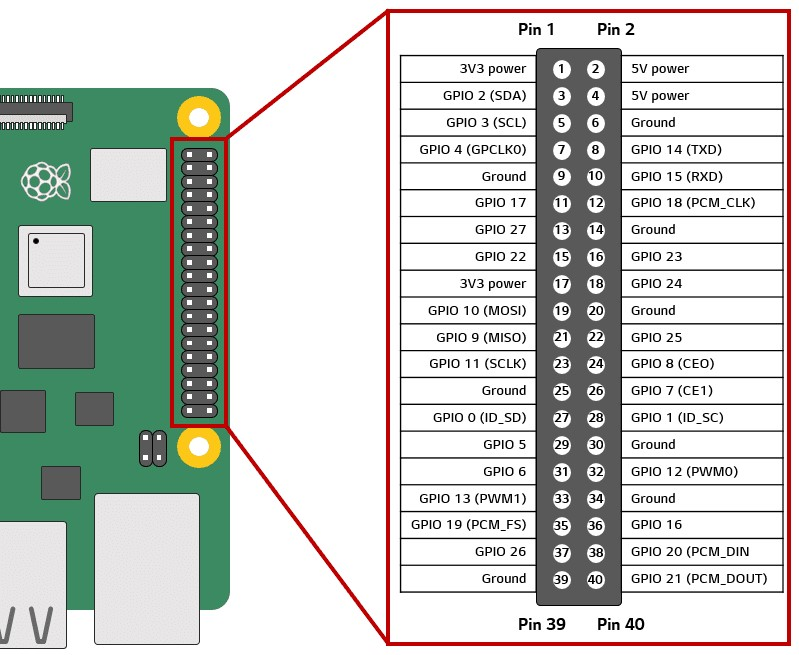 Pin 1 Pin 2
3V3 power 1 2 5V power
GPIO 2 (SDA) 3 4 5V power
GPIO 3 (SCL) 5 6 Ground
GPIO 4 (GPCLK0) 7 8 GPIO 14 (TXD)
Ground 9 10 GPIO 15 (RXD)
GPIO 17 11 12 GPIO 18 (PCM_CLK)
GPIO 27 13 14 Ground
GPIO 22 15 16 GPIO 23
3V3 power 17 18 GPIO 24
GPIO 10 (MOSI) 19 20 Ground
GPIO 9 (MISO) 21 22 GPIO 25
GPIO 11 (SCLK) 23 24 GPIO 8 (CEO)
Ground 25 26 GPIO 7 (CE1)
GPIO 0 (ID_SD) 27 28 GPIO 1 (ID_SC)
GPIO 5 29 30 Ground
GPIO 6 31 32 GPIO 12 (PWM0)
GPIO 13 (PWM1) 33 34 Ground
GPIO 19 (PCM_FS) 35 36 GPIO 16
GPIO 26 37 38 GPIO 20 (PCM_DIN
Ground 39 40 GPIO 21 (PCM_DOUT)
Pin 39 Pin 40